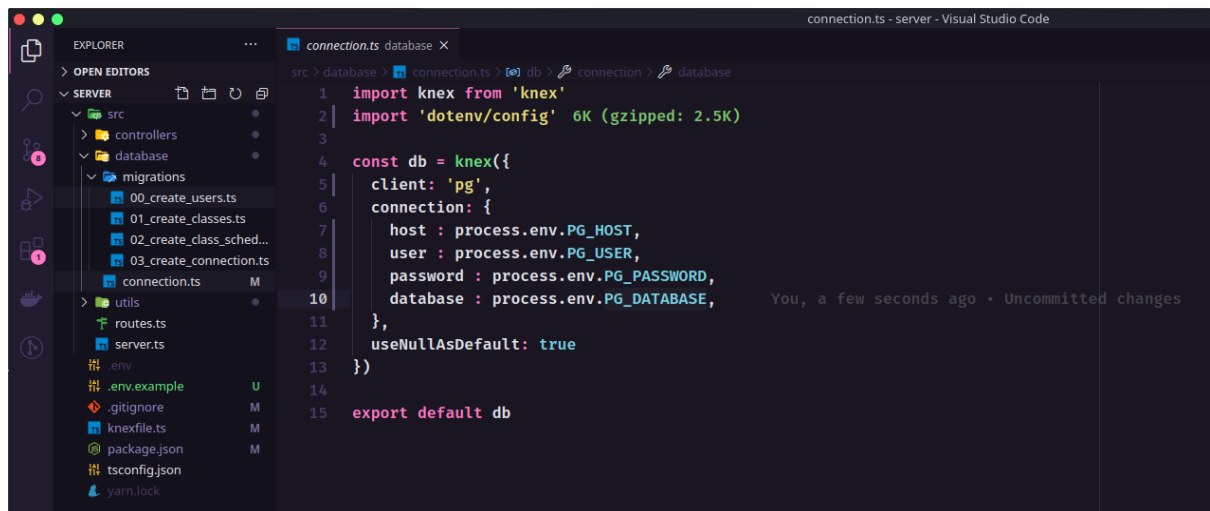 connection.ts - server - Visual Studio Code
EXPLORER ···
connection.ts database ×
OPEN EDITORS
src > database > connection.ts > db > connection > database
SERVER
src
controllers
database
migrations
00_create_users.ts
01_create_classes.ts
02_create_class_sched...
03_create_connection.ts
connection.ts M
utils
routes.ts
server.ts
.env
.env.example U
.gitignore M
knexfile.ts M
package.json M
tsconfig.json
yarn.lock
8
1
1 import knex from 'knex'
2 import 'dotenv/config' 6K (gzipped: 2.5K)
3
4 const db = knex({
5 client: 'pg',
6 connection: {
7 host : process.env.PG_HOST,
8 user : process.env.PG_USER,
9 password : process.env.PG_PASSWORD,
10 database : process.env.PG_DATABASE, You, a few seconds ago • Uncommitted changes
11 },
12 useNullAsDefault: true
13 })
14
15 export default db